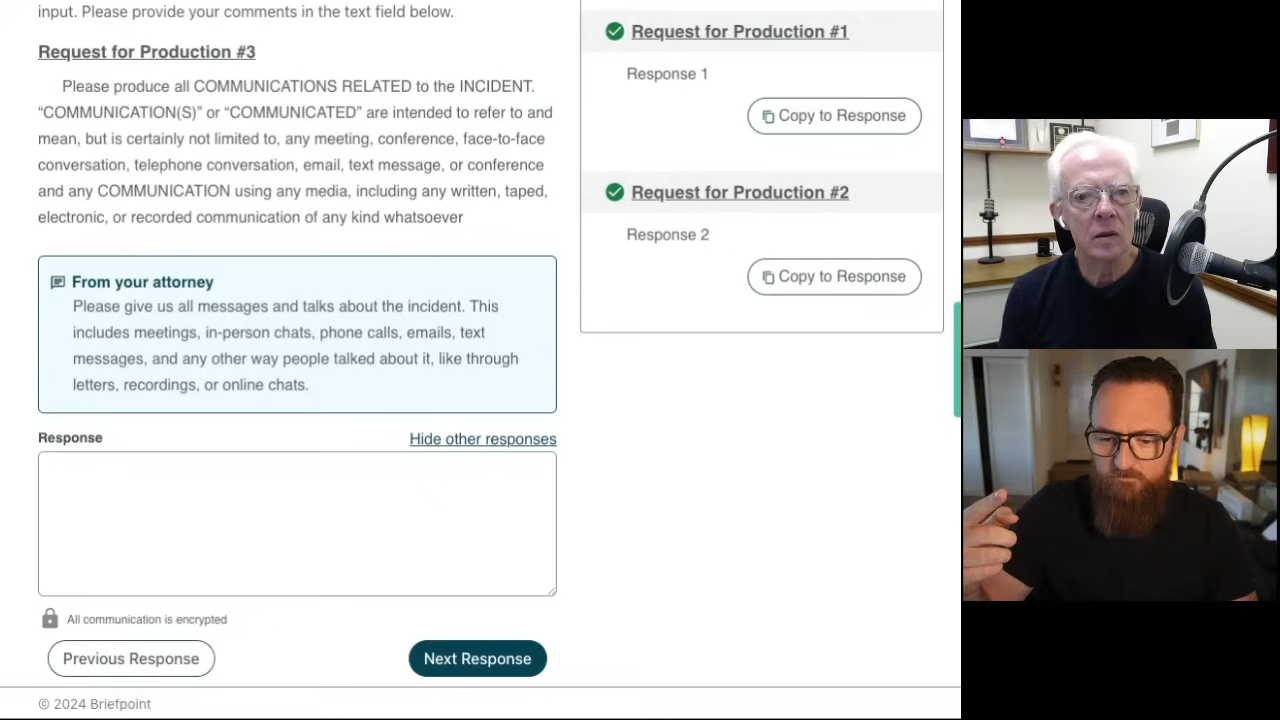 input. Please provide your comments in the text field below.
Request for Production #3
Please produce all COMMUNICATIONS RELATED to the INCIDENT.
“COMMUNICATION(S)” or “COMMUNICATED” are intended to refer to and
mean, but is certainly not limited to, any meeting, conference, face-to-face
conversation, telephone conversation, email, text message, or conference
and any COMMUNICATION using any media, including any written, taped,
electronic, or recorded communication of any kind whatsoever
From your attorney
Please give us all messages and talks about the incident. This
includes meetings, in-person chats, phone calls, emails, text
messages, and any other way people talked about it, like through
letters, recordings, or online chats.
Response
Hide other responses
All communication is encrypted
Previous Response
Next Response
© 2024 Briefpoint
Request for Production #1
Response 1
Copy to Response
Request for Production #2
Response 2
Copy to Response